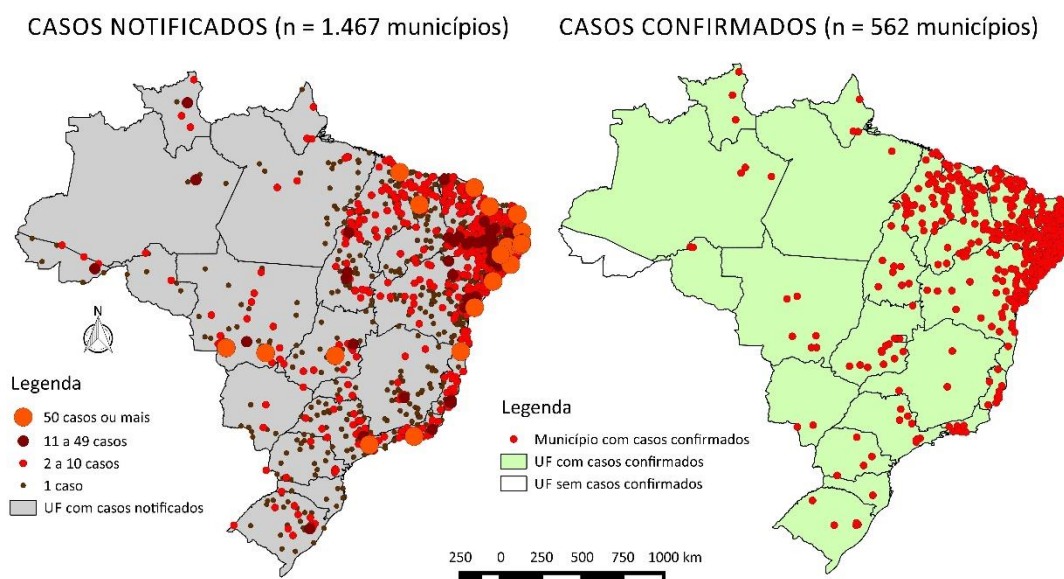 CASOS NOTIFICADOS (n = 1.467 municípios)
CASOS CONFIRMADOS (n = 562 municípios)
N
Legenda
50 casos ou mais
11 a 49 casos
2 a 10 casos
1 caso
UF com casos notificados
Legenda
Município com casos confirmados
UF com casos confirmados
UF sem casos confirmados
250 0 250 500 750 1000 km